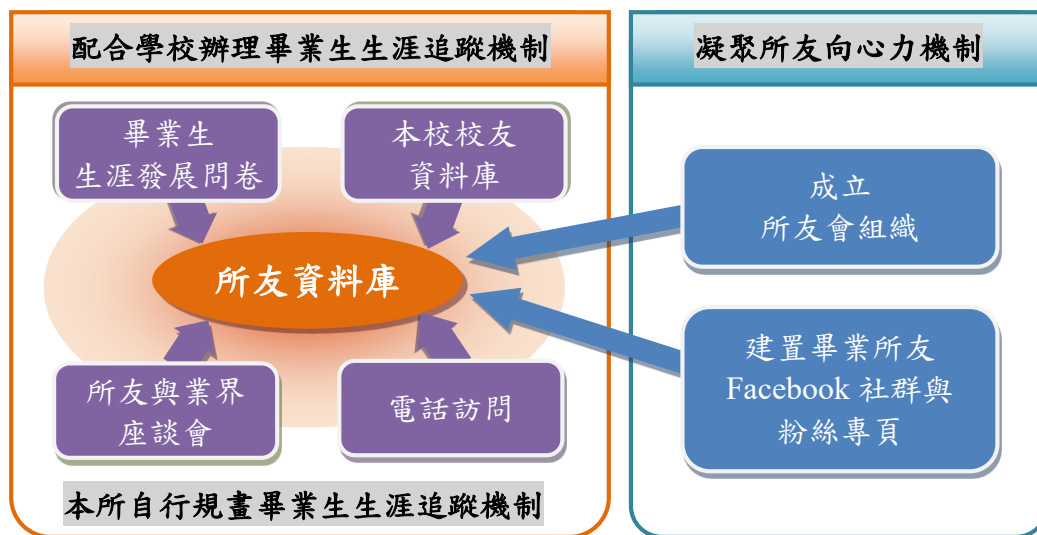 配合學校辦理畢業生生涯追蹤機制
凝聚所友向心力機制
畢業生
生涯發展問卷
本校校友
資料庫
所友資料庫
所友與業界
座談會
電話訪問
本所自行規畫畢業生生涯追蹤機制
成立
所友會組織
建置畢業所友
Facebook 社群與
粉絲專頁